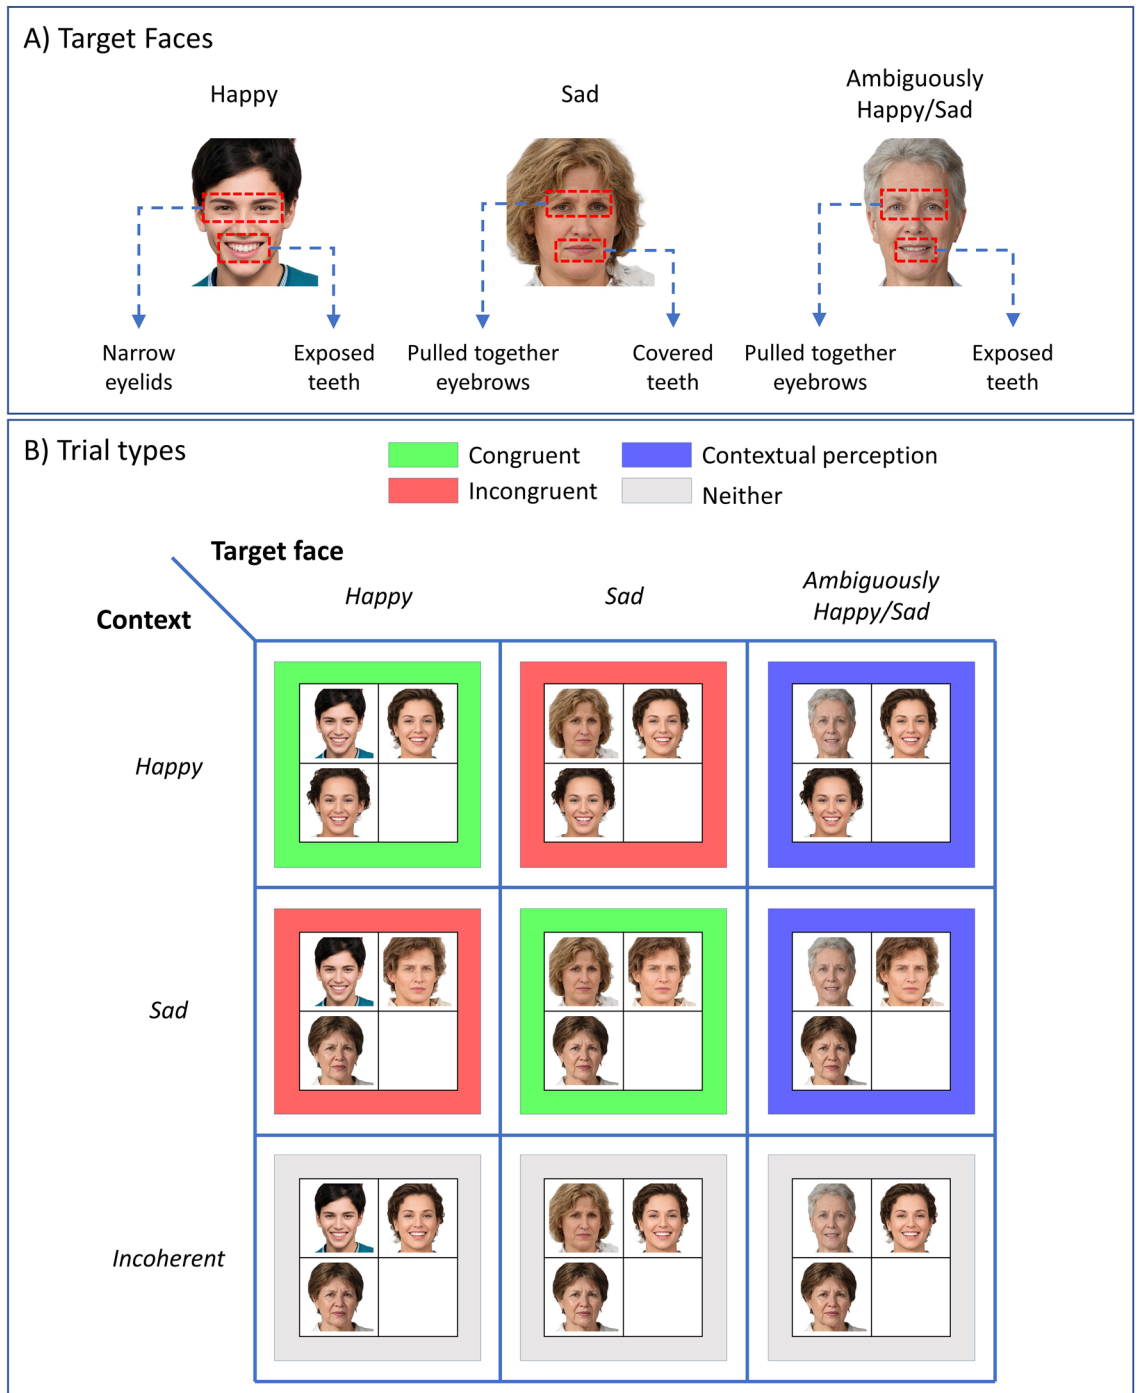 A) Target Faces
Happy
Sad
Ambiguously
Happy/Sad
Narrow
eyelids
Exposed
teeth
Pulled together
eyebrows
Covered
teeth
Pulled together
eyebrows
Exposed
teeth
B) Trial types
Congruent
Contextual perception
Incongruent
Neither
Target face
Context
Happy
Sad
Ambiguously
Happy/Sad
Happy
Sad
Incoherent